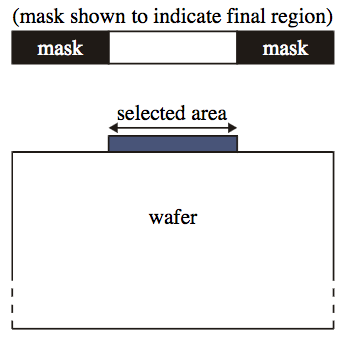 (mask shown to indicate final region)
mask mask
selected area
wafer